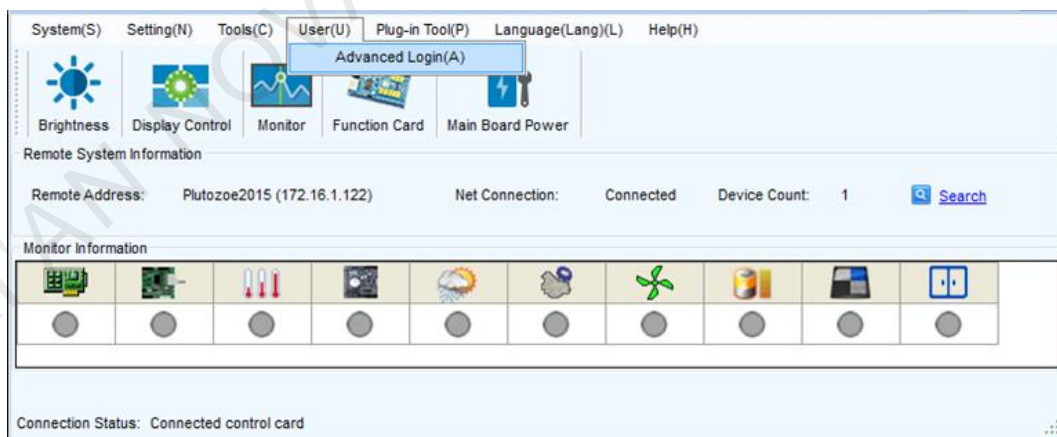 System(S) Setting(N) Tools(C) User(U) Plug-in Tool(P) Language(Lang)(L) Help(H)
Advanced Login(A)
Brightness Display Control Monitor Function Card Main Board Power
Remote System Information
Remote Address: Plutozoe2015 (172.16.1.122) Net Connection: Connected Device Count: 1 Search
Monitor Information
Connection Status: Connected control card